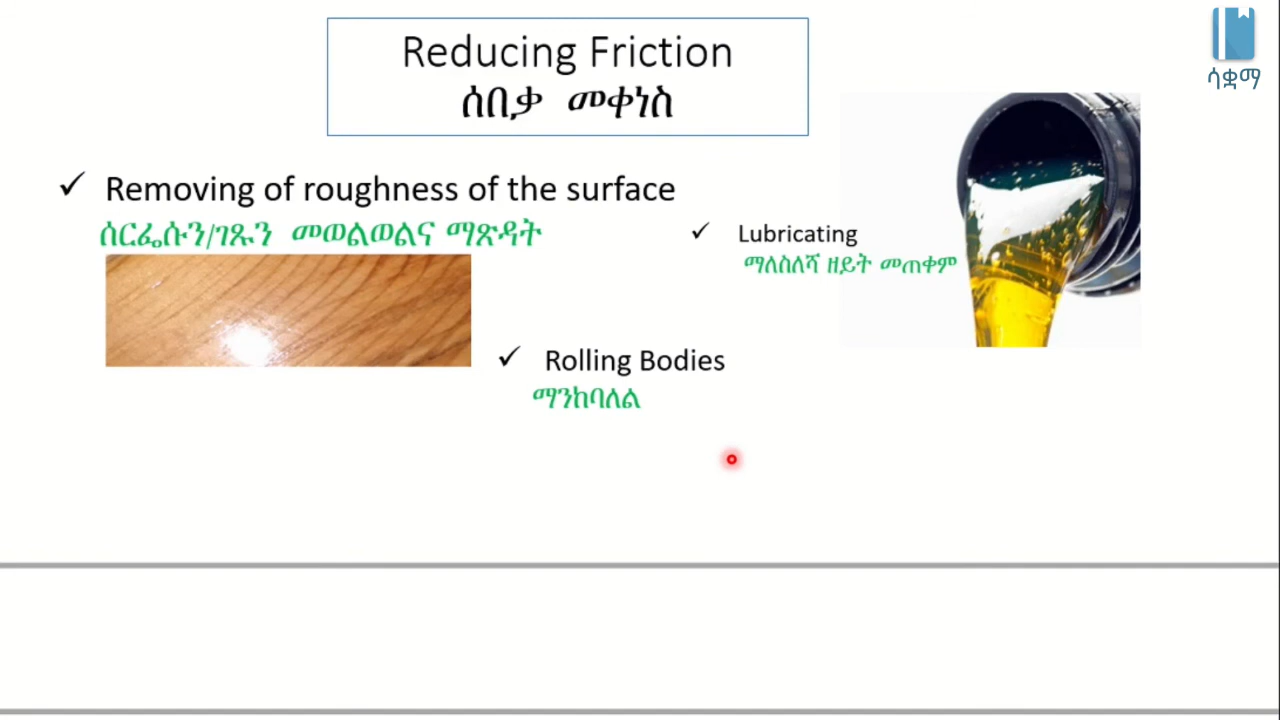 Reducing Friction
ሰበቃ መቀነስ
ሳቋማ
Removing of roughness of the surface
ሰርፌሱን/ገጹን መወልወልና ማጽዳት
Lubricating
ማለስለሻ ዘይት መጠቀም
Rolling Bodies
ማንከባለል